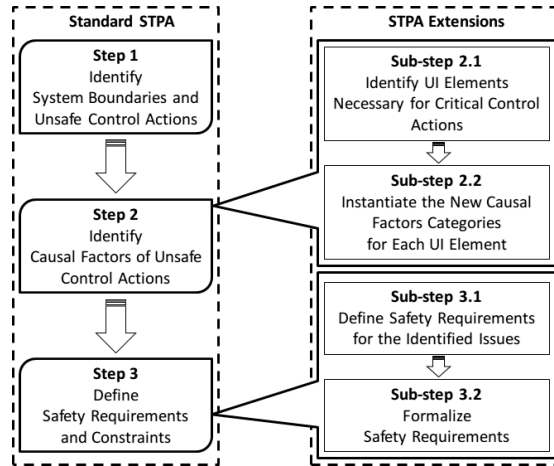 Standard STPA
Step 1
Identify
System Boundaries and
Unsafe Control Actions
Step 2
Identify
Causal Factors of Unsafe
Control Actions
Step 3
Define
Safety Requirements
and Constraints
STPA Extensions
Sub-step 2.1
Identify UI Elements
Necessary for Critical Control
Actions
Sub-step 2.2
Instantiate the New Causal
Factors Categories
for Each UI Element
Sub-step 3.1
Define Safety Requirements
for the Identified Issues
Sub-step 3.2
Formalize
Safety Requirements